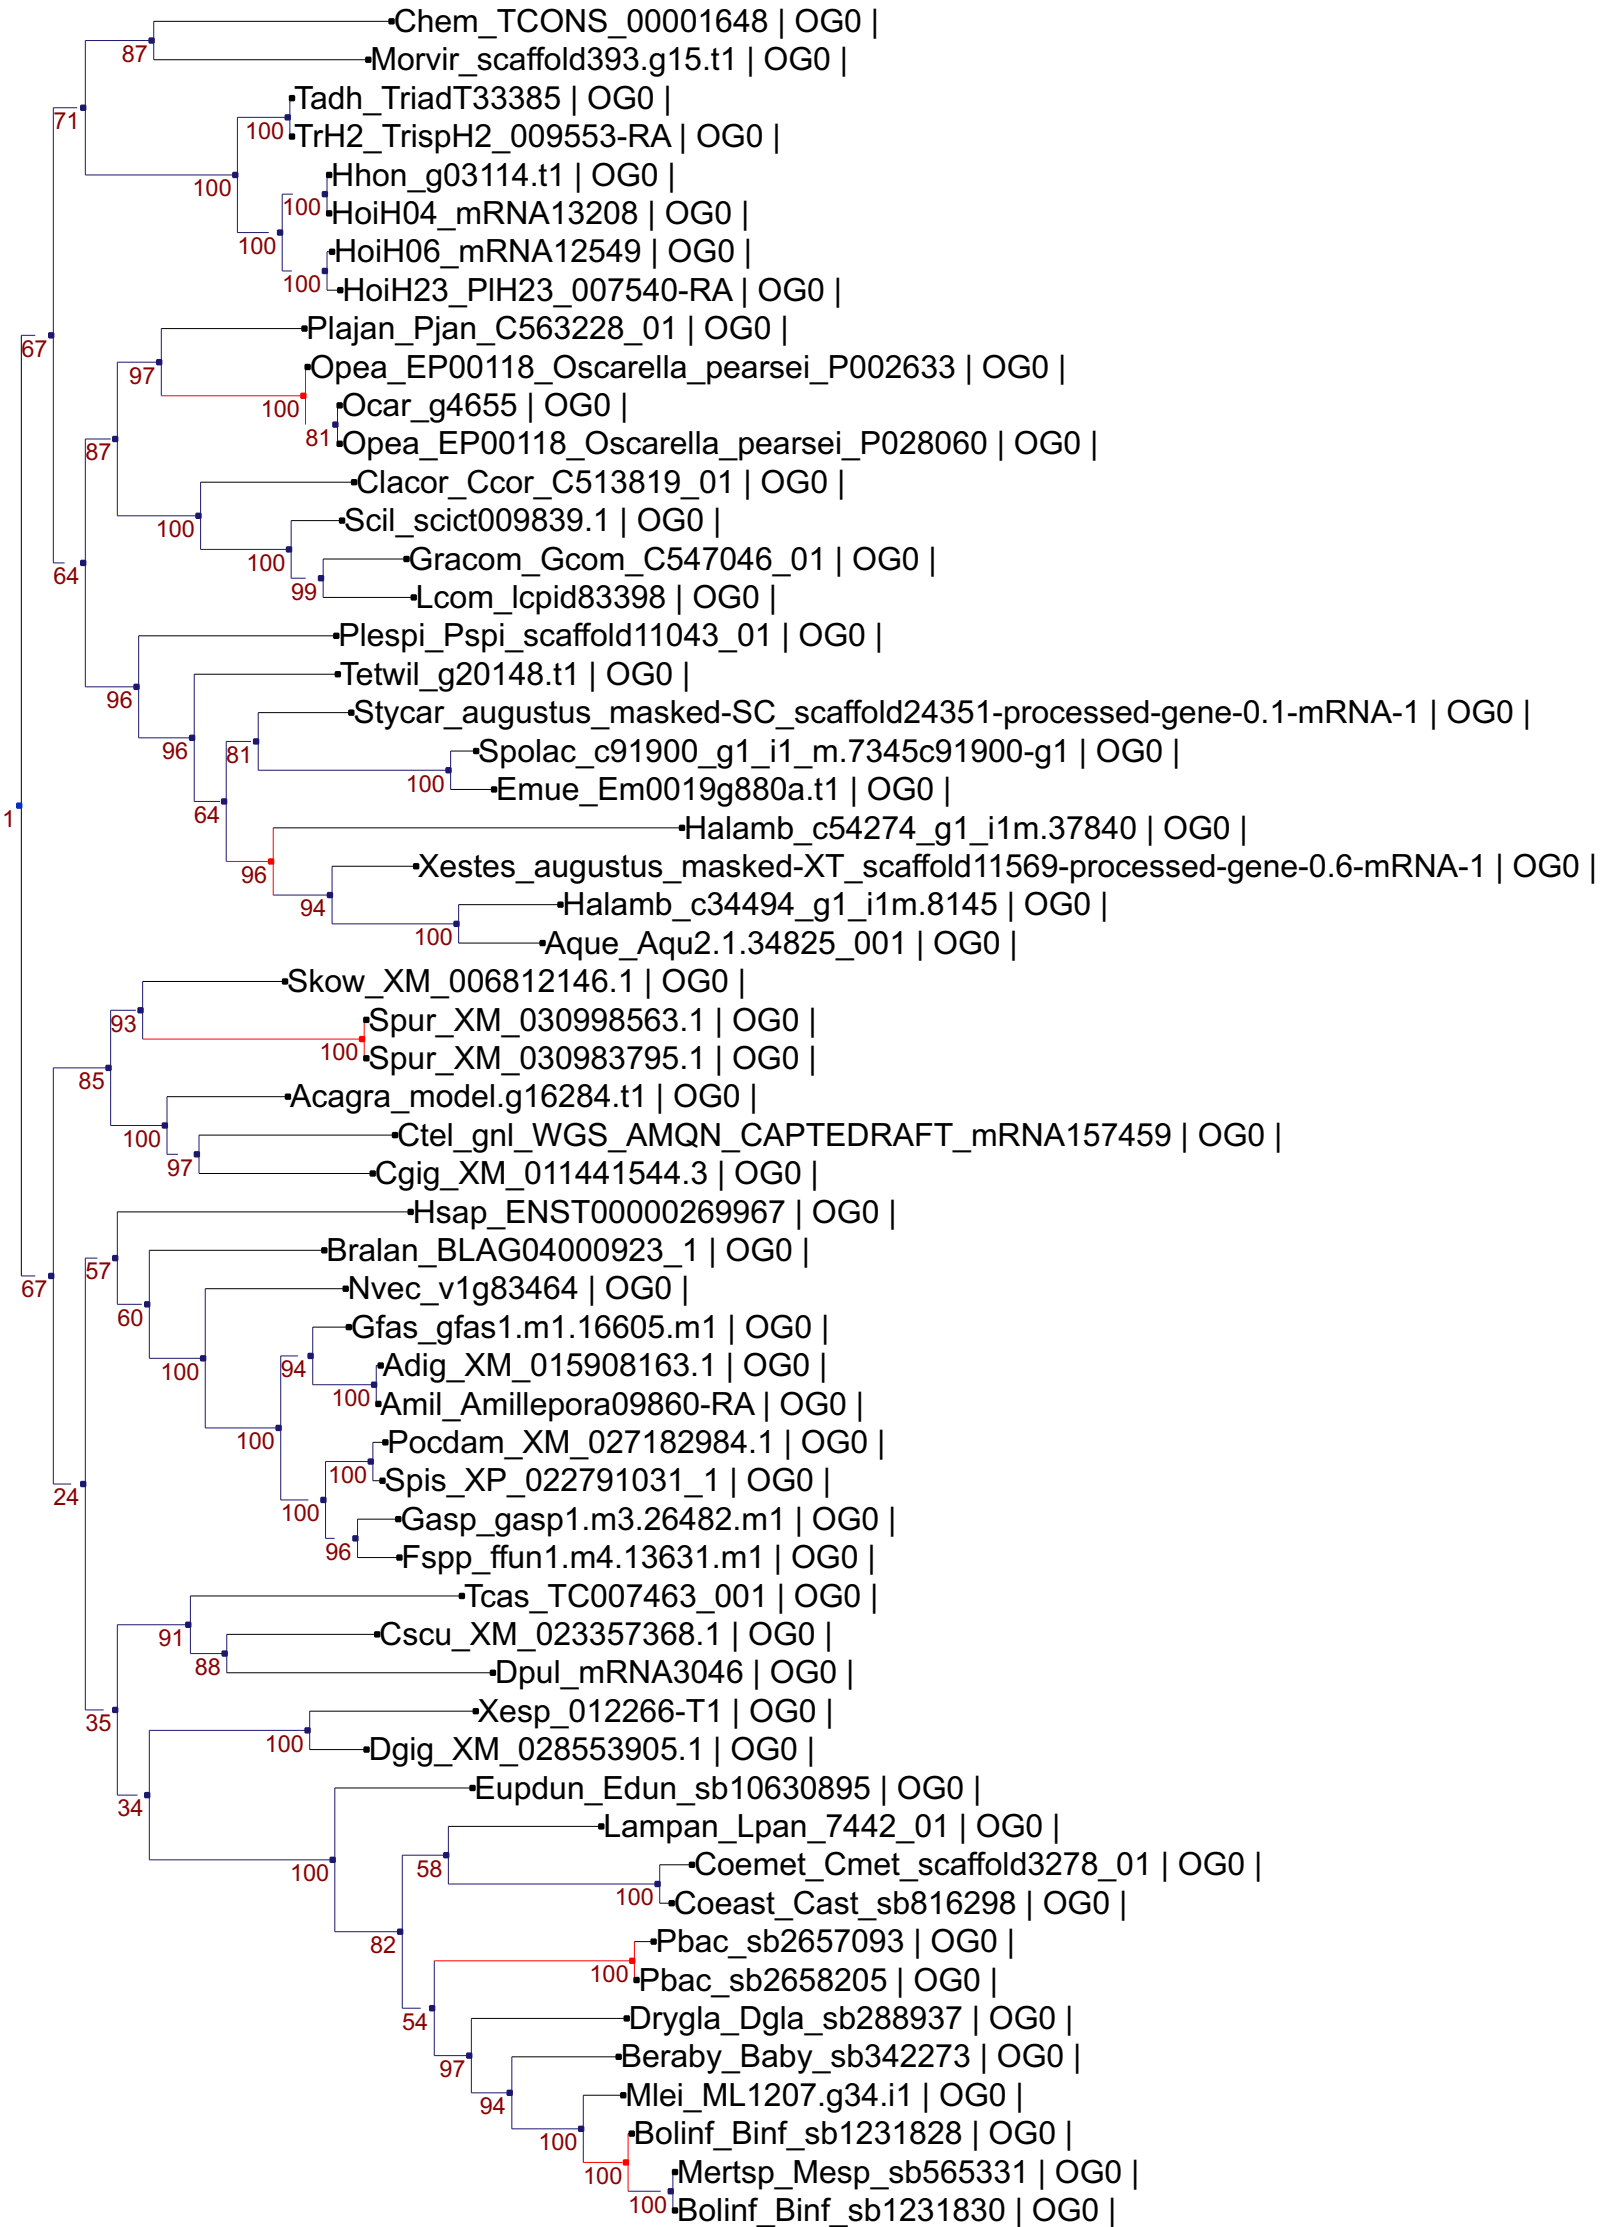 Chem_TCONS_00001648 | OG0 |
87
Morvir_scaffold393.g15.t1 | OG0 |
Tadh_TriadT33385 | OG0 |
71
100
TrH2_TrispH2_009553-RA | OG0 |
Hhon_g03114.t1 | OG0 |
100
100
HoiH04_mRNA13208 | OG0 |
100
HoiH06_mRNA12549 | OG0 |
100
HoiH23_PlH23_007540-RA | OG0 |
Plajan_Pjan_C563228_01 | OG0 |
67
97
Opea_EP00118_Oscarella_pearsei_P002633 | OG0 |
100
Ocar_g4655 | OG0 |
81
Opea_EP00118_Oscarella_pearsei_P028060 | OG0 |
87
Clacor_Ccor_C513819_01 | OG0 |
100
Scil_scict009839.1 | OG0 |
100
Gracom_Gcom_C547046_01 | OG0 |
64
99
Lcom_lcpid83398 | OG0 |
Plespi_Pspi_scaffold11043_01 | OG0 |
96
Tetwil_g20148.t1 | OG0 |
Stycar_augustus_masked-SC_scaffold24351-processed-gene-0.1-mRNA-1 | OG0 |
96
81
Spolac_c91900_g1_i1_m.7345c91900-g1 | OG0 |
100
Emue_Em0019g880a.t1 | OG0 |
1
64
Halamb_c54274_g1_i1m.37840 | OG0 |
96
Xestes_augustus_masked-XT_scaffold11569-processed-gene-0.6-mRNA-1 | OG0 |
94
Halamb_c34494_g1_i1m.8145 | OG0 |
100
Aque_Aqu2.1.34825_001 | OG0 |
Skow_XM_006812146.1 | OG0 |
93
Spur_XM_030998563.1 | OG0 |
100
Spur_XM_030983795.1 | OG0 |
85
Acagra_model.g16284.t1 | OG0 |
100
Ctel_gnl_WGS_AMQN_CAPTEDRAFT_mRNA157459 | OG0 |
97
Cgig_XM_011441544.3 | OG0 |
Hsap_ENST00000269967 | OG0 |
57
Bralan_BLAG04000923_1 | OG0 |
67
Nvec_v1g83464 | OG0 |
60
Gfas_gfas1.m1.16605.m1 | OG0 |
100
94
Adig_XM_015908163.1 | OG0 |
100
Amil_Amillepora09860-RA | OG0 |
100
Pocdam_XM_027182984.1 | OG0 |
100
Spis_XP_022791031_1 | OG0 |
24
100
Gasp_gasp1.m3.26482.m1 | OG0 |
96
Fspp_ffun1.m4.13631.m1 | OG0 |
Tcas_TC007463_001 | OG0 |
91
Cscu_XM_023357368.1 | OG0 |
88
Dpul_mRNA3046 | OG0 |
35
Xesp_012266-T1 | OG0 |
100
Dgig_XM_028553905.1 | OG0 |
34
Eupdun_Edun_sb10630895 | OG0 |
Lampan_Lpan_7442_01 | OG0 |
100
58
Coemet_Cmet_scaffold3278_01 | OG0 |
100
Coeast_Cast_sb816298 | OG0 |
82
Pbac_sb2657093 | OG0 |
100
Pbac_sb2658205 | OG0 |
54
Drygla_Dgla_sb288937 | OG0 |
97
Beraby_Baby_sb342273 | OG0 |
94
Mlei_ML1207.g34.i1 | OG0 |
100
Bolinf_Binf_sb1231828 | OG0 |
100
Mertsp_Mesp_sb565331 | OG0 |
100
Bolinf_Binf_sb1231830 | OG0 |